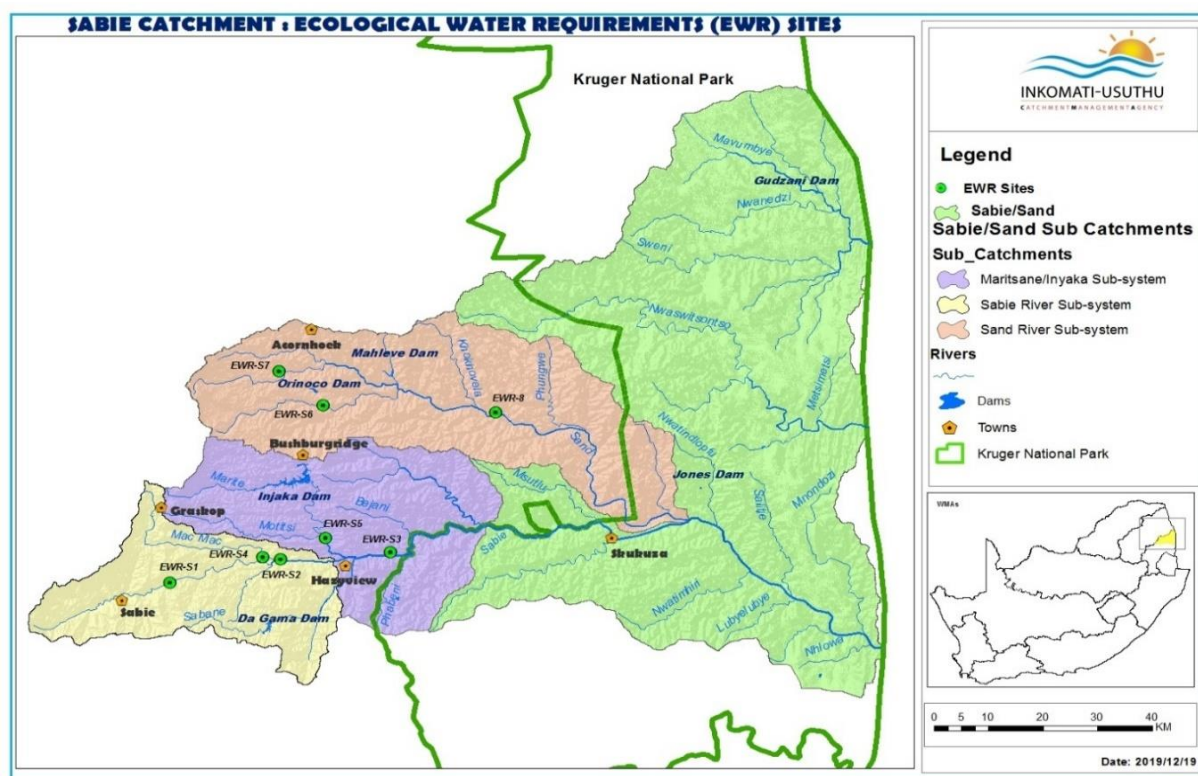 SABIE CATCHMENT : ECOLOGICAL WATER REQUIREMENTS (EWR) SITES
Kruger National Park
Mavumbye
Gudzani Dam
Nwanedzi
Sweni
Nwaswitsontso
Acornhoek
Mahleve Dam
EWR-S7
Orinoco Dam
EWR-S6
EWR-8
Phungwe
Metsimetsi
Sand
Bushburgridge
Jones Dam
Marite
Injaka Dam
Bejani
Msutlu
Mnondozi
Graskop
Motitsi
EWR-S5
Mac Mac
EWR-S4
EWR-S3
EWR-S2
Sabie
Skukuza
EWR-S1
Hazyview
Phabeni
Sabie
Sabane
Da Gama Dam
Nwatimhiri
Lubyelubye
Nhlowa
INKOMATI-USUTHU
CATCHMENT MANAGEMENT AGENCY
Legend
EWR Sites
Sabie/Sand
Sabie/Sand Sub Catchments
Sub_Catchments
Maritsane/Inyaka Sub-system
Sabie River Sub-system
Sand River Sub-system
Rivers
Dams
Towns
Kruger National Park
WMAs
0 5 10 20 30 40
KM
Date: 2019/12/19